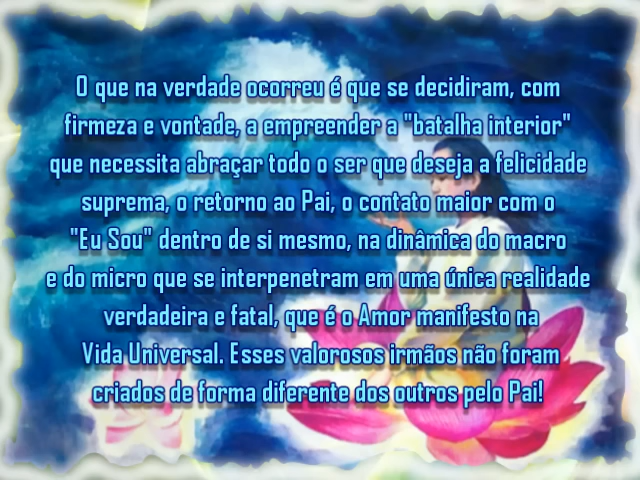 O que na verdade ocorreu é que se decidiram, com
firmeza e vontade, a empreender a "batalha interior"
que necessita abraçar todo o ser que deseja a felicidade
suprema, o retorno ao Pai, o contato maior com o
"Eu Sou" dentro de si mesmo, na dinâmica do macro
e do micro que se interpenetram em uma única realidade
verdadeira e fatal, que é o Amor manifesto na
Vida Universal. Esses valorosos irmãos não foram
criados de forma diferente dos outros pelo Pai!